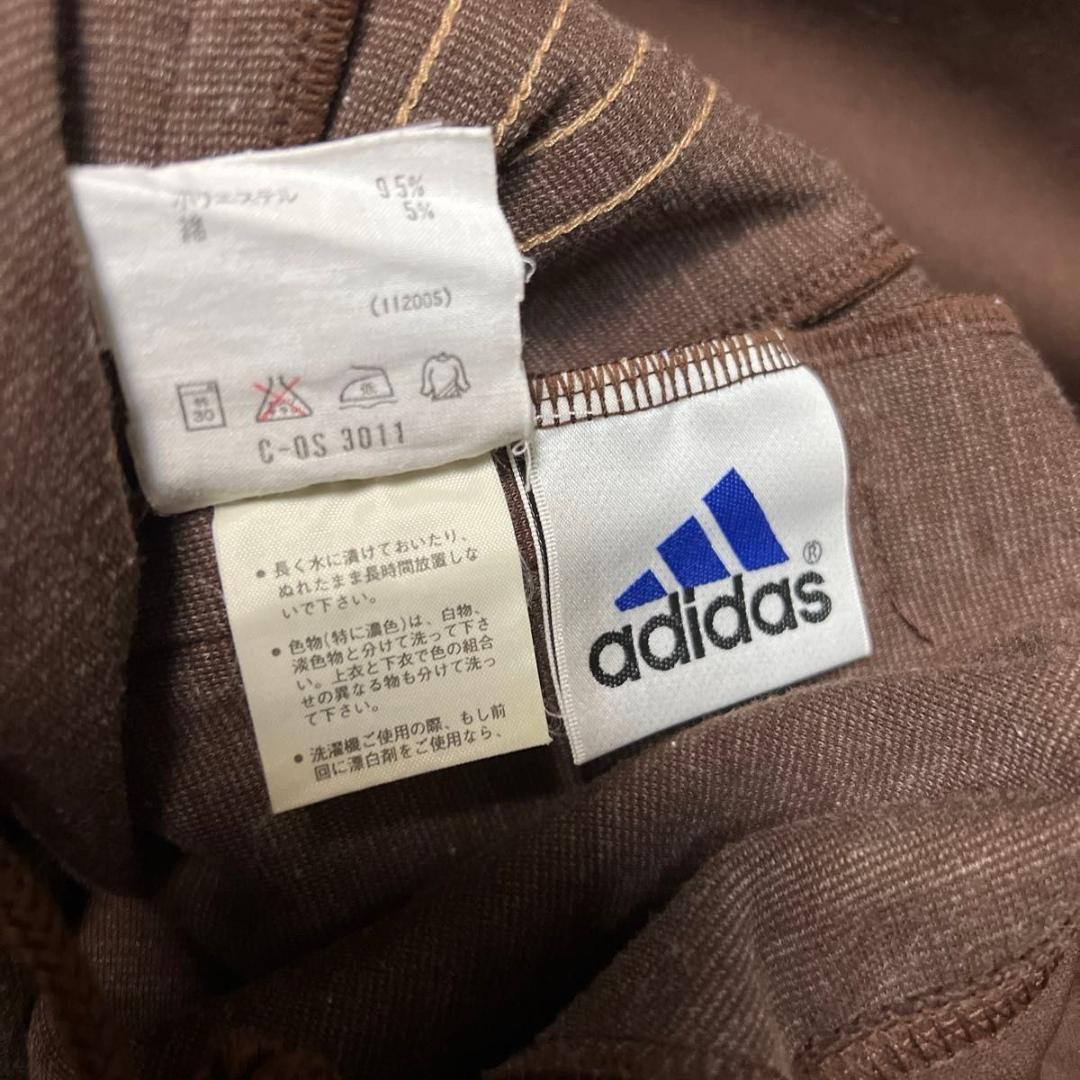 ポリエステル 95%
綿 5%
(112005)
30
低
C-OS 3011
• 長く水に漬けておいたり、
ぬれたまま長時間放置しな
いで下さい。
• 色物(特に濃色)は、白物、
淡色物と分けて洗って下さ
い。上衣と下衣で色の組合
せの異なる物も分けて洗っ
て下さい。
• 洗濯機ご使用の際、もし前
回に漂白剤をご使用なら、
adidas ®